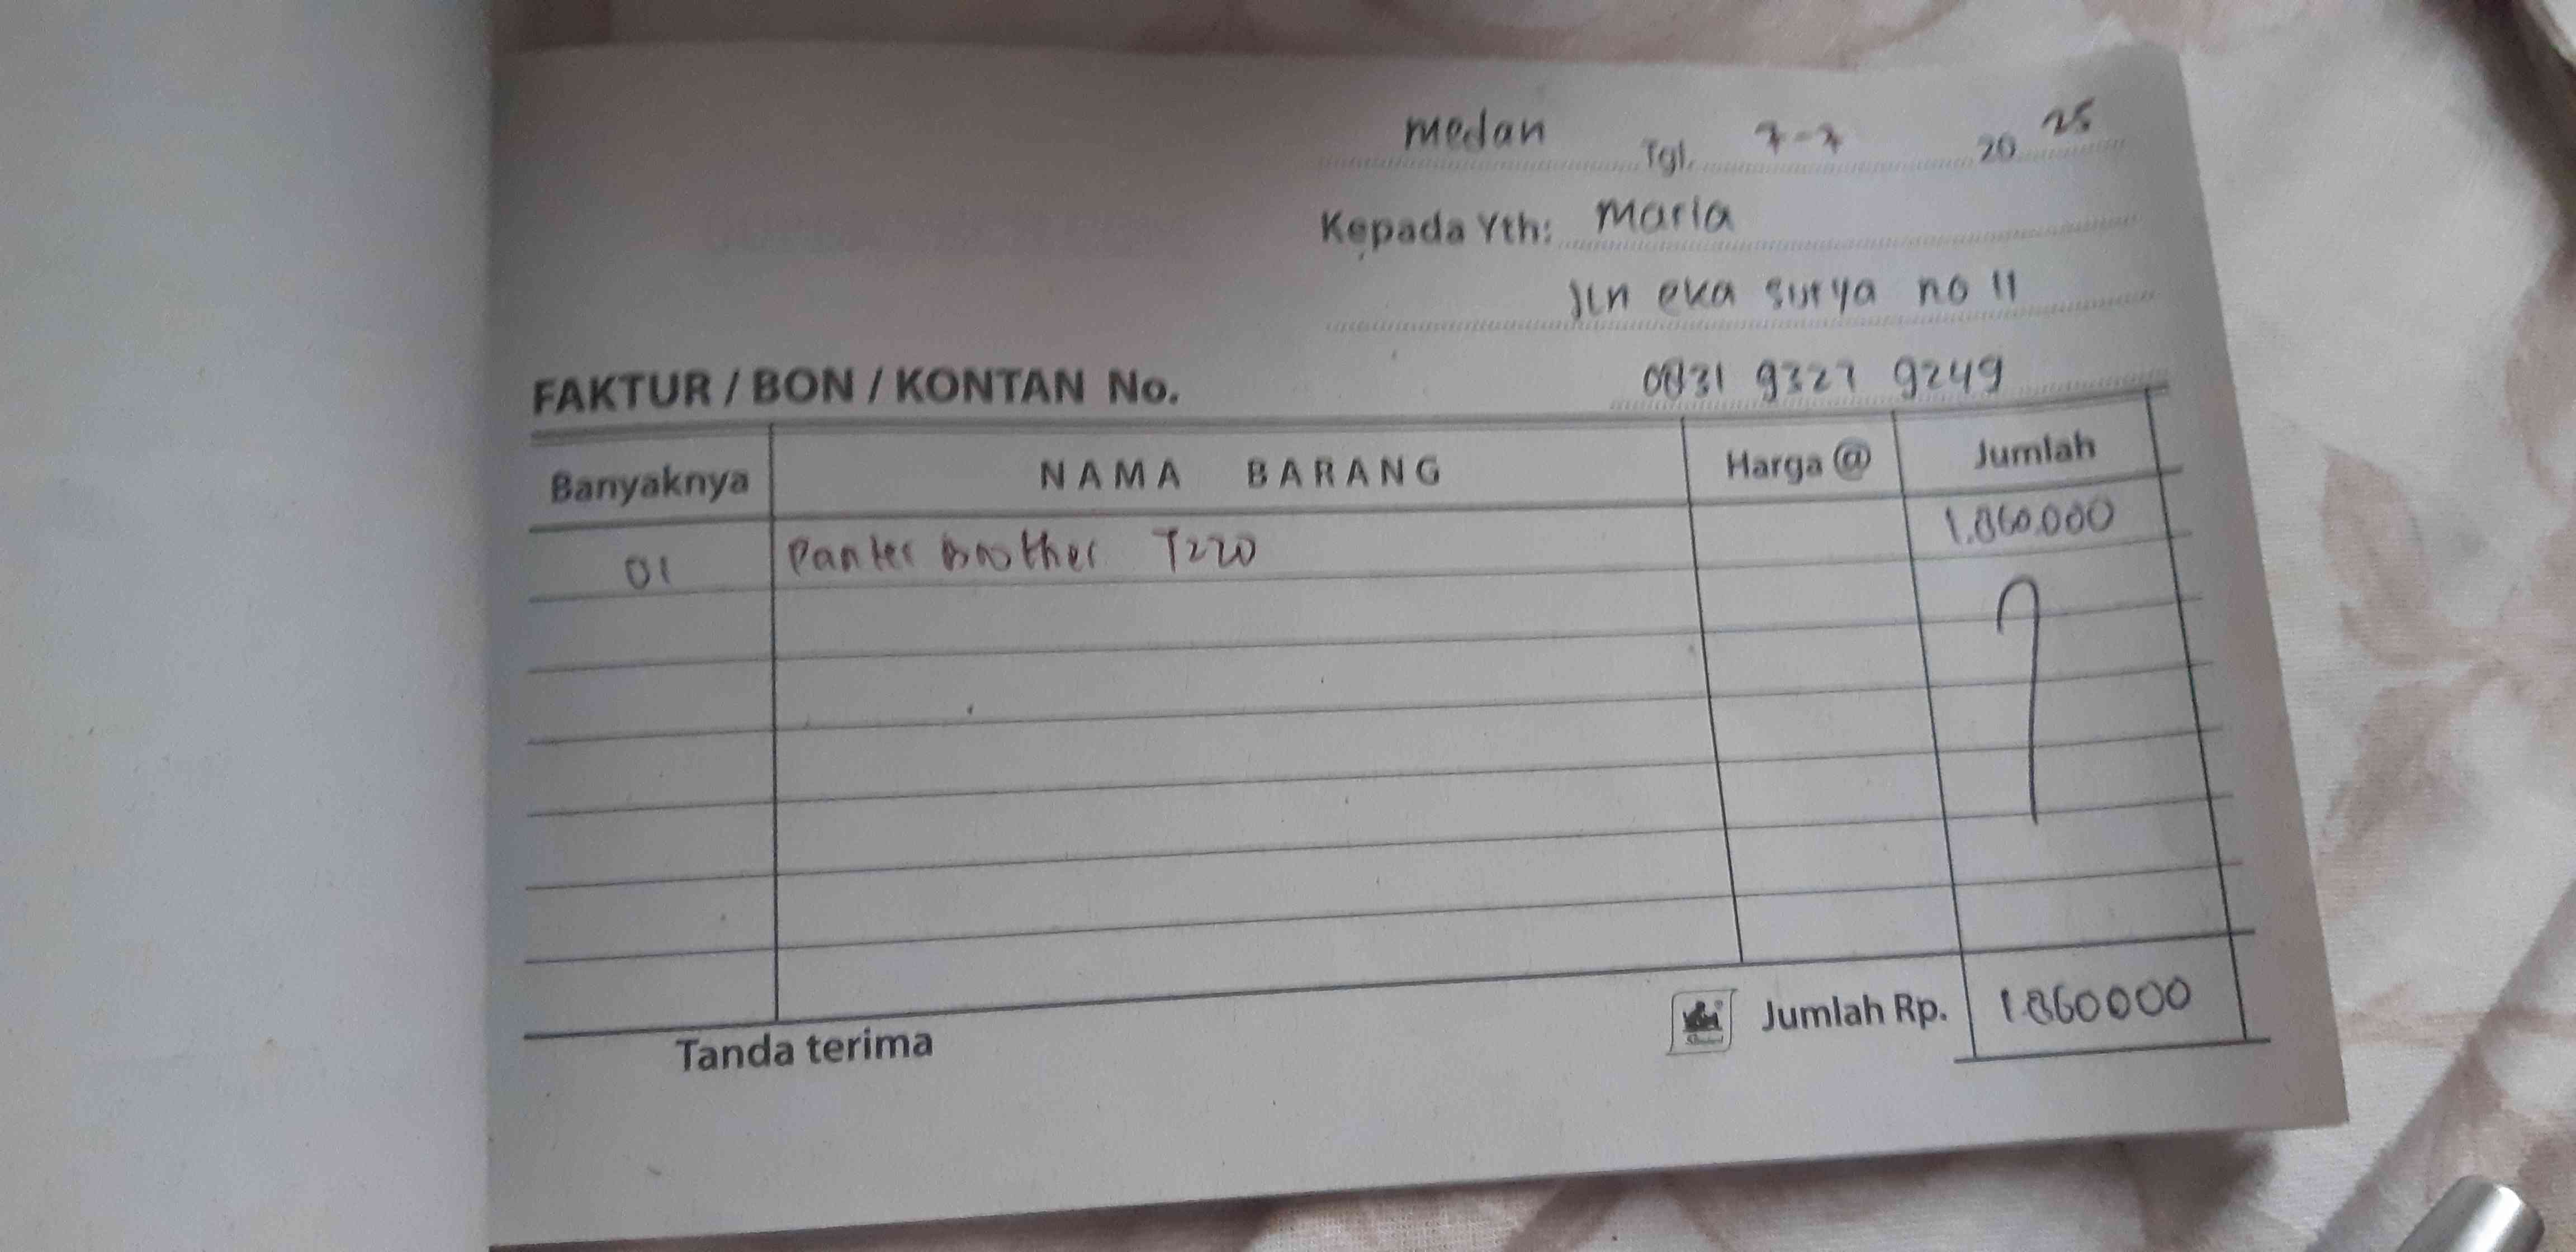 medan Tgl. 7-7 20 25
Kepada Yth: Maria
Jln eka surya no 11
FAKTUR / BON / KONTAN No. 0831 9327 9249
Banyaknya NAMA BARANG Harga @ Jumlah
01 Panter Brother T220 1.860.000
Tanda terima Jumlah Rp. 1.860000